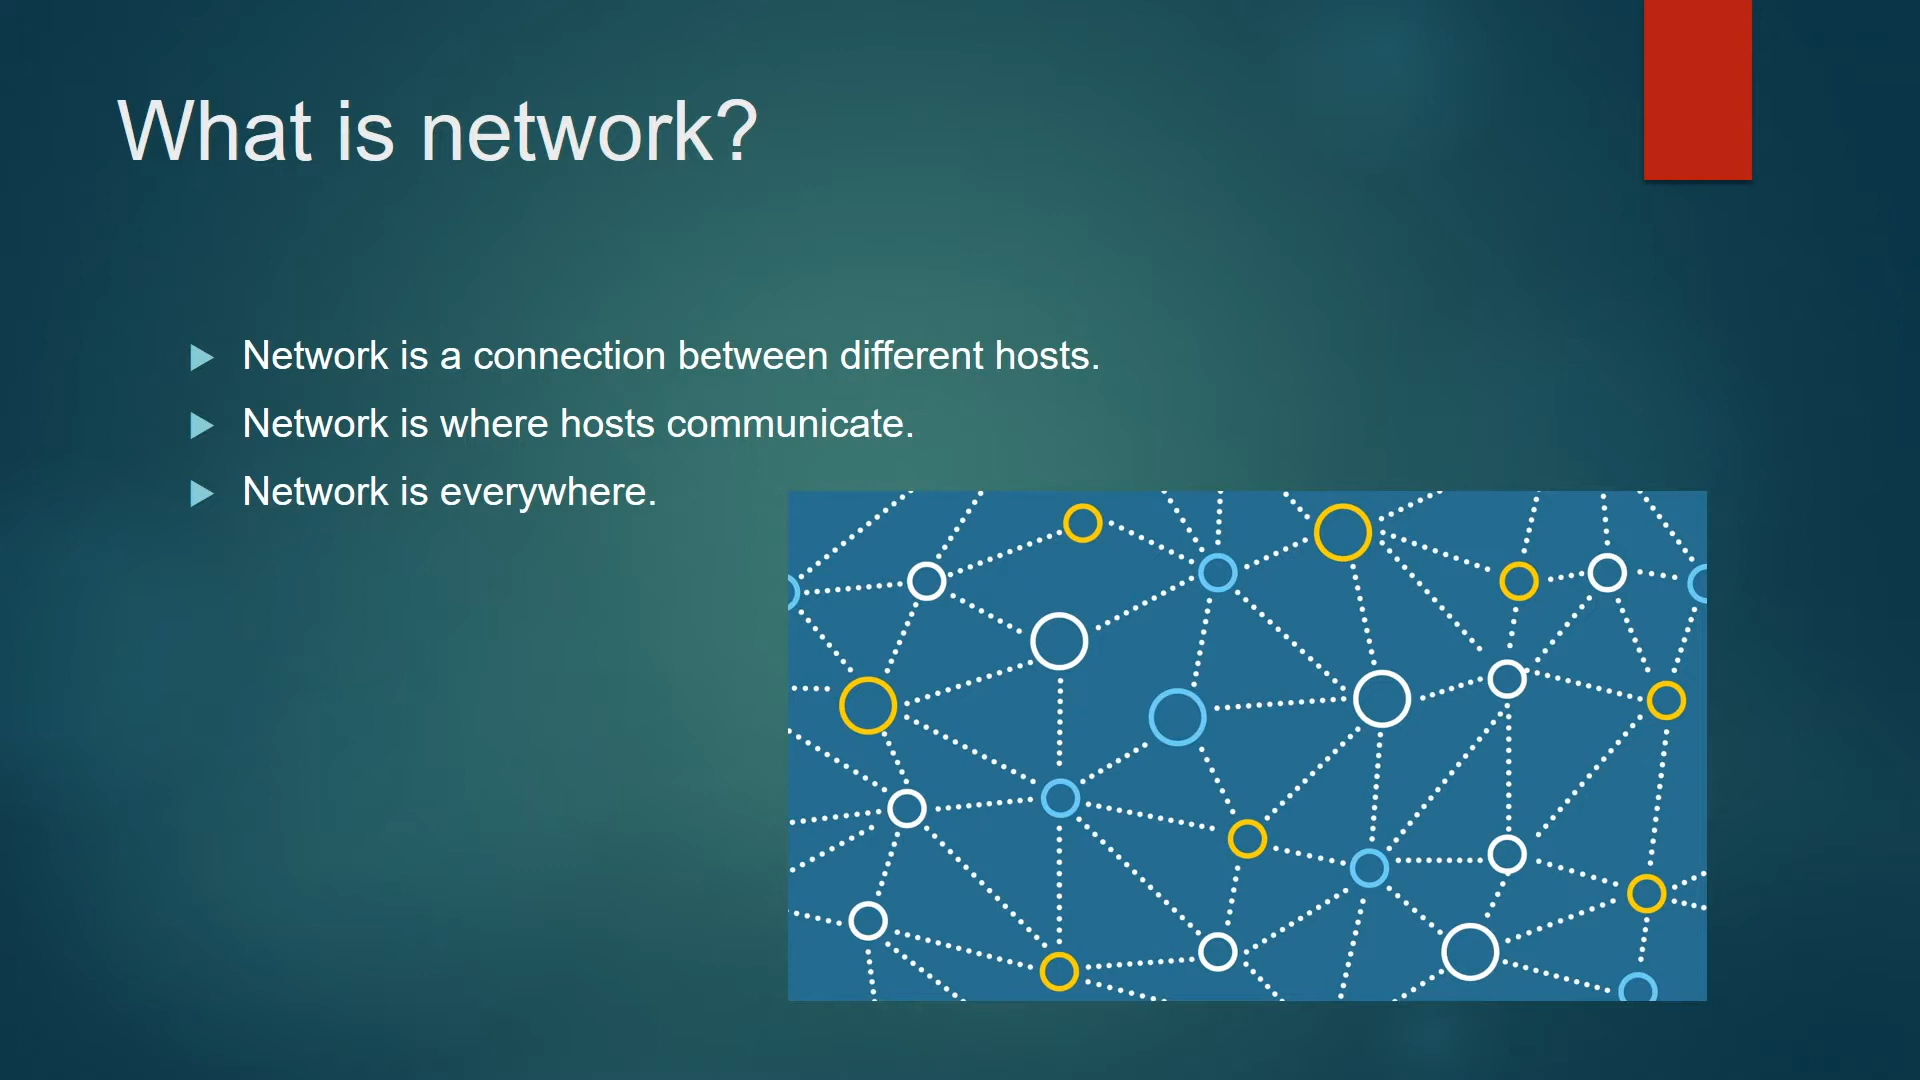 What is network?
Network is a connection between different hosts.
Network is where hosts communicate.
Network is everywhere.